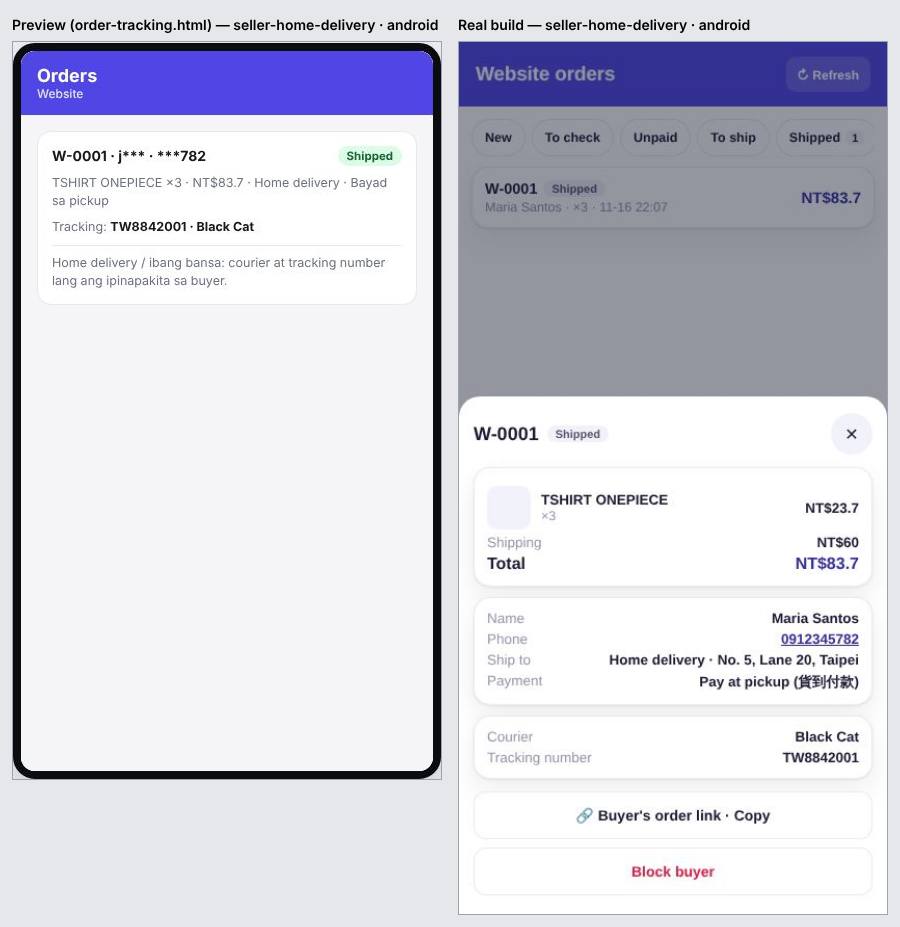 Preview (order-tracking.html) — seller-home-delivery · android
Orders
Website
W-0001 · j*** · ***782
Shipped
TSHIRT ONEPIECE ×3 · NT$83.7 · Home delivery · Bayad
sa pickup
Tracking: TW8842001 · Black Cat
Home delivery / ibang bansa: courier at tracking number
lang ang ipinapakita sa buyer.
Real build — seller-home-delivery · android
Website orders
↻ Refresh
New
To check
Unpaid
To ship
Shipped 1
W-0001 Shipped
Maria Santos · ×3 · 11-16 22:07
NT$83.7
W-0001 Shipped
✕
TSHIRT ONEPIECE
×3
NT$23.7
Shipping NT$60
Total NT$83.7
Name Maria Santos
Phone 0912345782
Ship to Home delivery · No. 5, Lane 20, Taipei
Payment Pay at pickup (貨到付款)
Courier Black Cat
Tracking number TW8842001
🔗 Buyer's order link · Copy
Block buyer